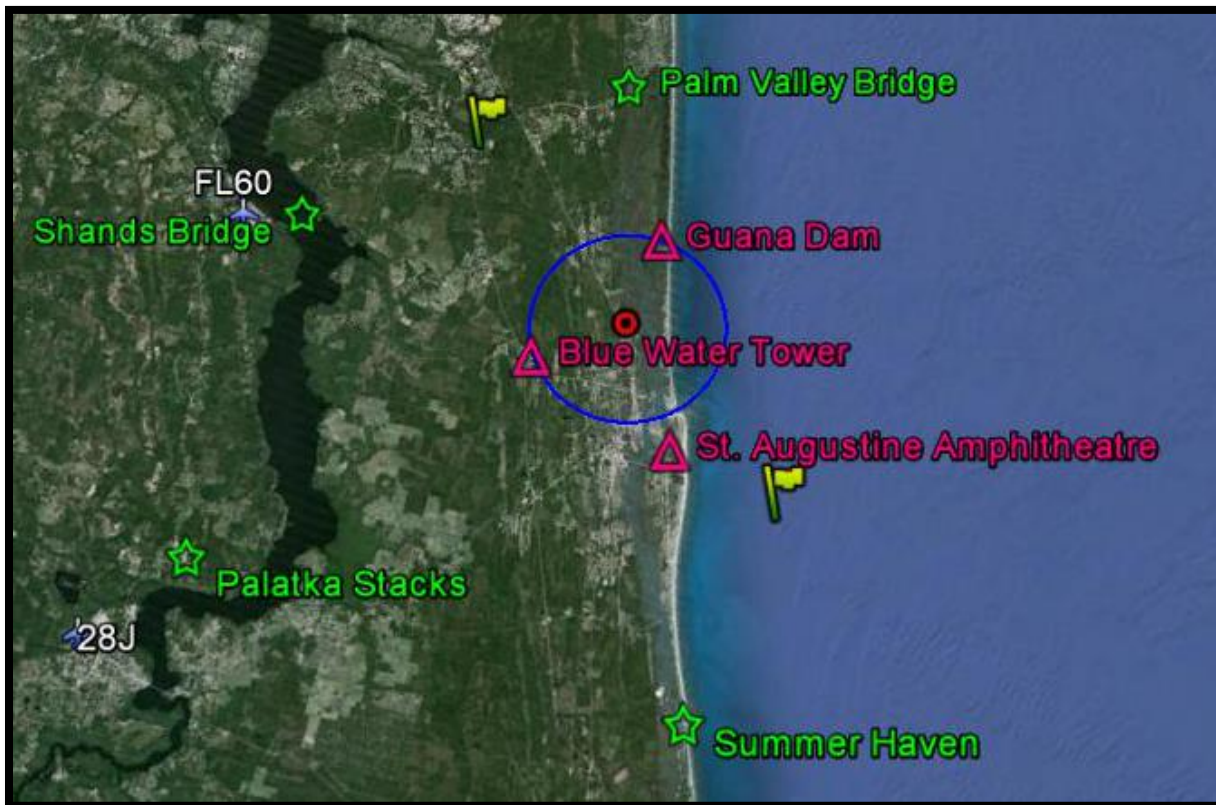 Palm Valley Bridge
FL60
Shands Bridge
Guana Dam
Blue Water Tower
St. Augustine Amphitheatre
Palatka Stacks
28J
Summer Haven